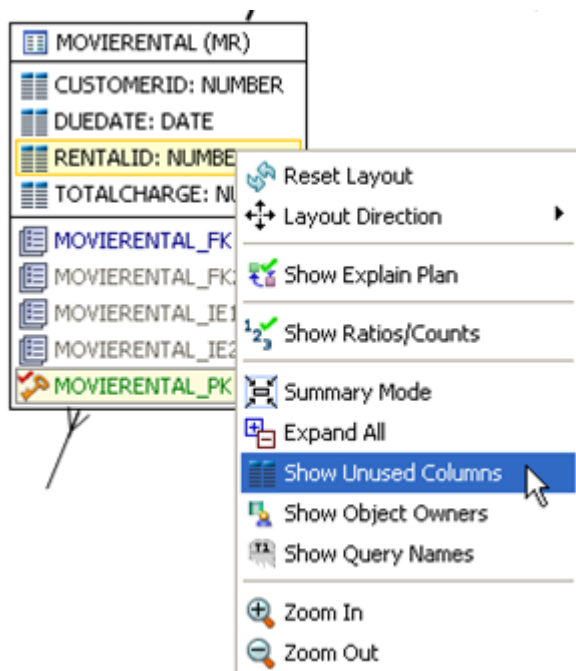 MOVIERENTAL (MR)
CUSTOMERID: NUMBER
DUEDATE: DATE
RENTALID: NUMBE
TOTALCHARGE: NU
MOVIERENTAL_FK
MOVIERENTAL_FK2
MOVIERENTAL_IE1
MOVIERENTAL_IE2
MOVIERENTAL_PK
Reset Layout
Layout Direction
Show Explain Plan
Show Ratios/Counts
Summary Mode
Expand All
Show Unused Columns
Show Object Owners
Show Query Names
Zoom In
Zoom Out